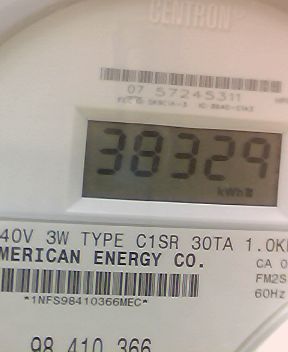 CENTRON
07 57245311
38329
kWh
40V 3W TYPE C1SR 30TA 1.0K
MERICAN ENERGY CO.
CA 0
FM2S
60Hz
*1NFS98410366MEC*
98 410 366